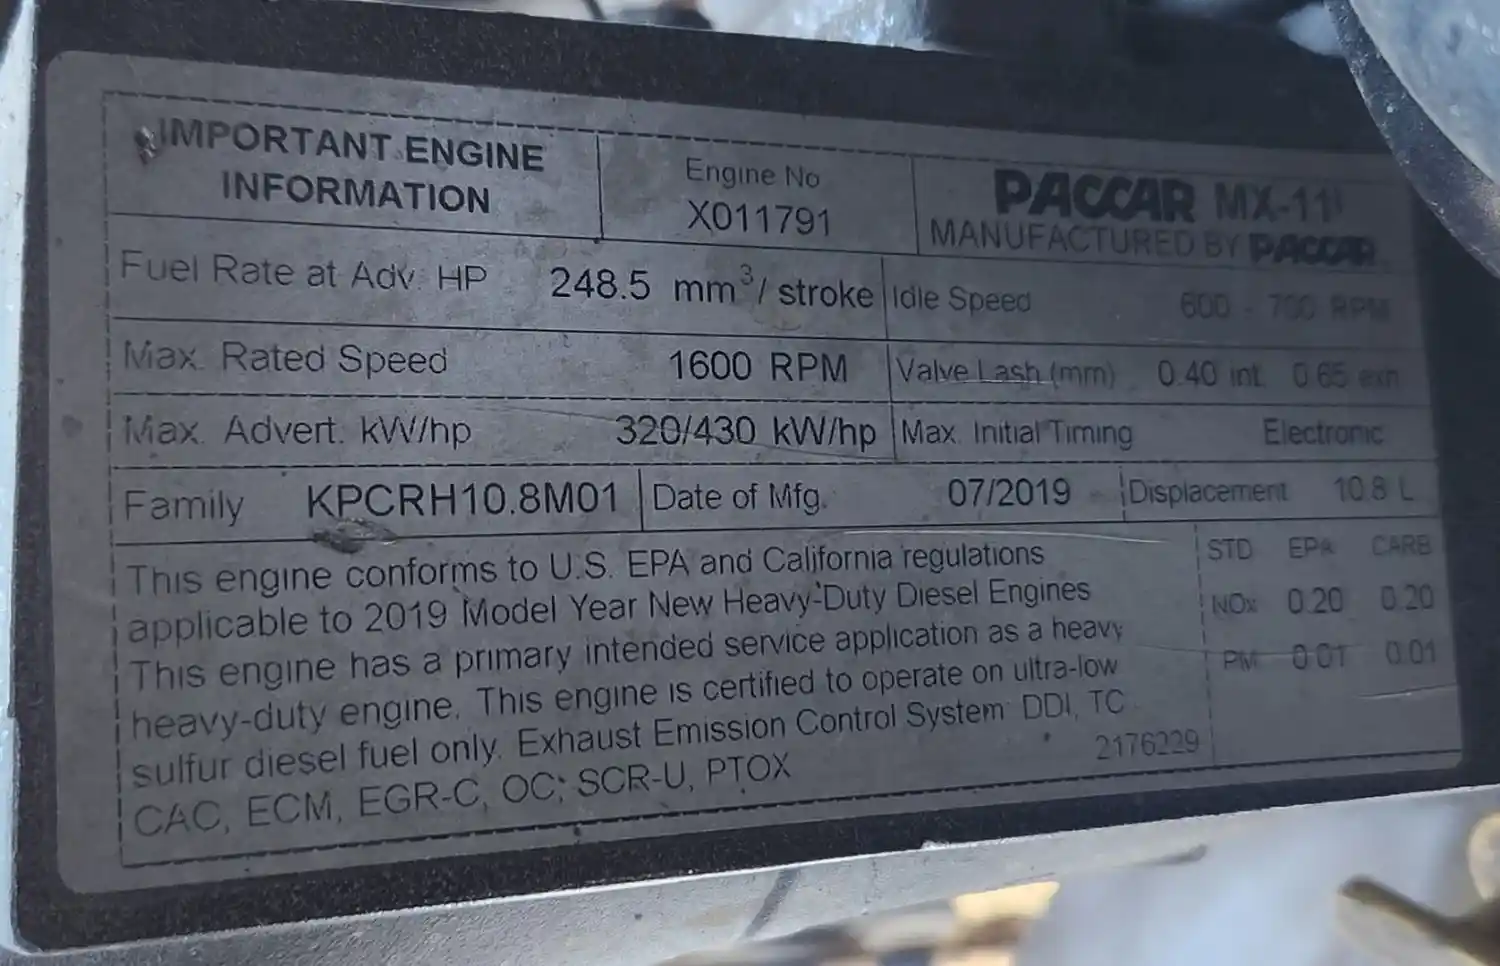 IMPORTANT ENGINE
INFORMATION
Engine No
X011791
PACCAR MX-11
MANUFACTURED BY PACCAR
Fuel Rate at Adv. HP 248.5 mm³/ stroke
Idle Speed 600 - 700 RPM
Max. Rated Speed 1600 RPM
Valve Lash (mm) 0.40 int. 0.65 exh
Max. Advert. kW/hp 320/430 kW/hp
Max. Initial Timing Electronic
Family KPCRH10.8M01
Date of Mfg. 07/2019
Displacement 10.8 L
This engine conforms to U.S. EPA and California regulations
applicable to 2019 Model Year New Heavy-Duty Diesel Engines
This engine has a primary intended service application as a heavy
heavy-duty engine. This engine is certified to operate on ultra-low
sulfur diesel fuel only. Exhaust Emission Control System: DDI, TC
CAC, ECM, EGR-C, OC; SCR-U, PTOX
2176229
STD EPA CARB
NOx 0.20 0.20
PM 0.01 0.01